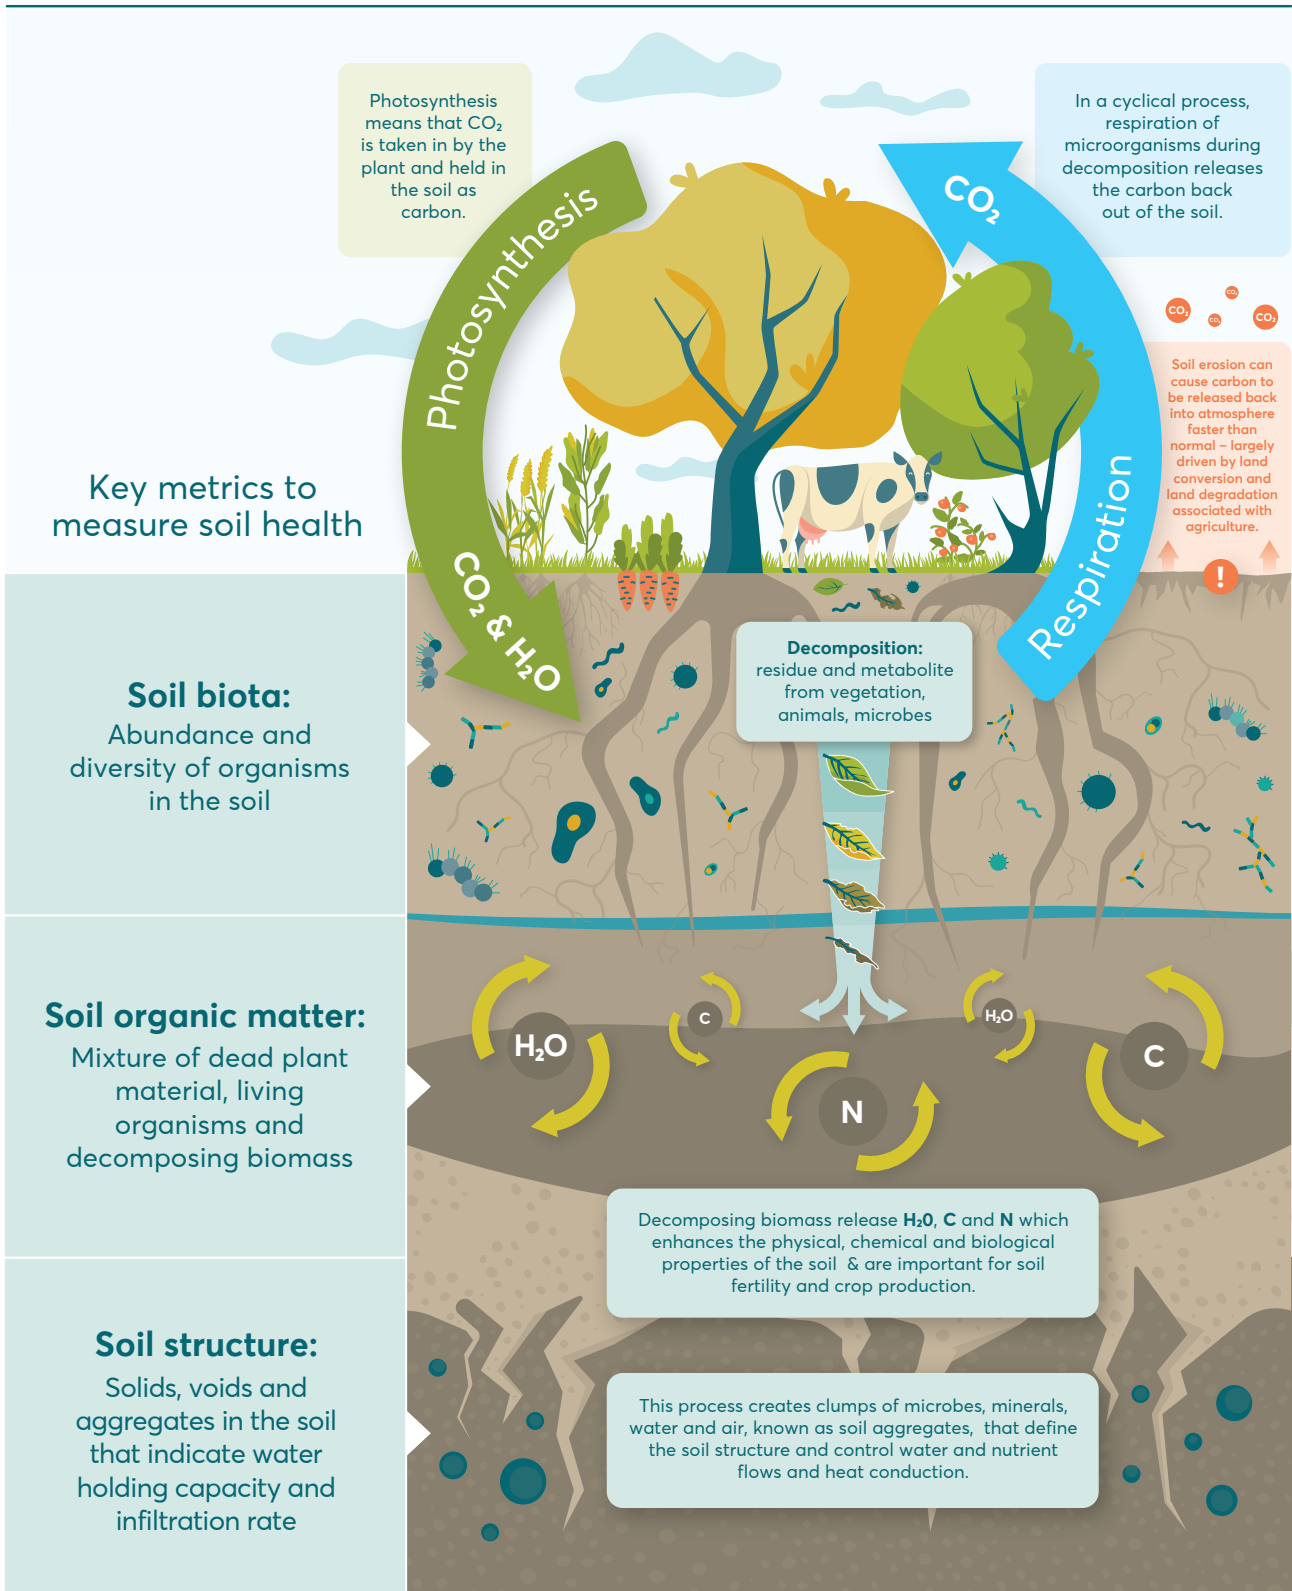 Photosynthesis
means that CO₂
is taken in by the
plant and held in
the soil as
carbon.
In a cyclical process,
respiration of
microorganisms during
decomposition releases
the carbon back
out of the soil.
Photosynthesis
CO₂ & H₂O
CO₂
Respiration
CO₂
CO₂
CO₂
CO₂
Soil erosion can
cause carbon to
be released back
into atmosphere
faster than
normal – largely
driven by land
conversion and
land degradation
associated with
agriculture.
!
Key metrics to
measure soil health
Soil biota:
Abundance and
diversity of organisms
in the soil
Decomposition:
residue and metabolite
from vegetation,
animals, microbes
Soil organic matter:
Mixture of dead plant
material, living
organisms and
decomposing biomass
H₂O
C
N
H₂O
C
Decomposing biomass release H₂0, C and N which
enhances the physical, chemical and biological
properties of the soil & are important for soil
fertility and crop production.
Soil structure:
Solids, voids and
aggregates in the soil
that indicate water
holding capacity and
infiltration rate
This process creates clumps of microbes, minerals,
water and air, known as soil aggregates, that define
the soil structure and control water and nutrient
flows and heat conduction.